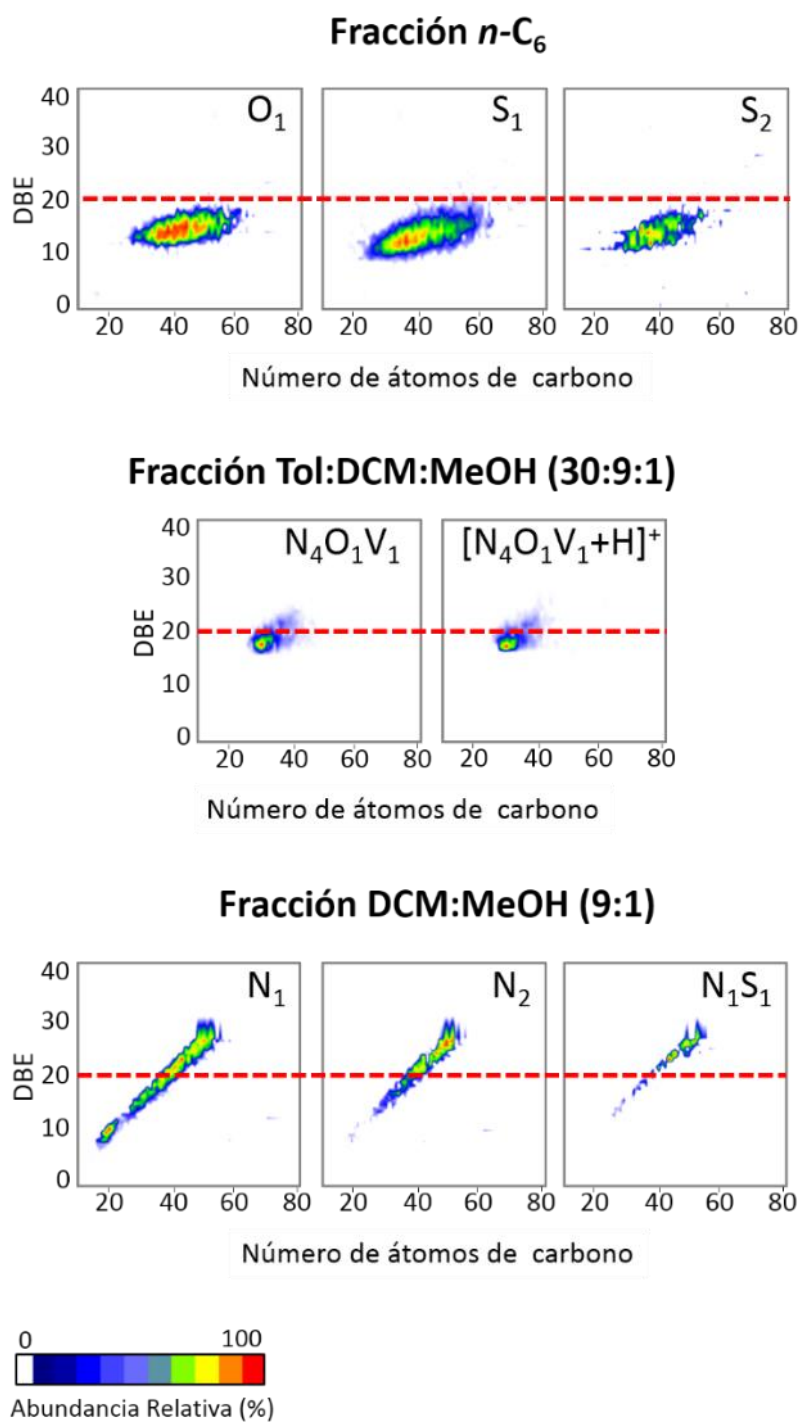 Fracción n-C6
O1 S1 S2
DBE
40
30
20
10
0
20 40 60 80 20 40 60 80 20 40 60 80
Número de átomos de carbono
Fracción Tol:DCM:MeOH (30:9:1)
N4O1V1 [N4O1V1+H]+
DBE
40
30
20
10
0
20 40 60 80 20 40 60 80
Número de átomos de carbono
Fracción DCM:MeOH (9:1)
N1 N2 N1S1
DBE
40
30
20
10
0
20 40 60 80 20 40 60 80 20 40 60 80
Número de átomos de carbono
0 100
Abundancia Relativa (%)